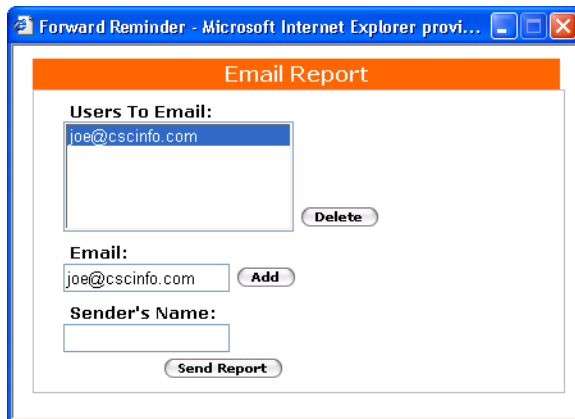 Forward Reminder - Microsoft Internet Explorer provi...
Email Report
Users To Email:
joe@cscinfo.com
Delete
Email:
joe@cscinfo.com
Add
Sender's Name:
Send Report